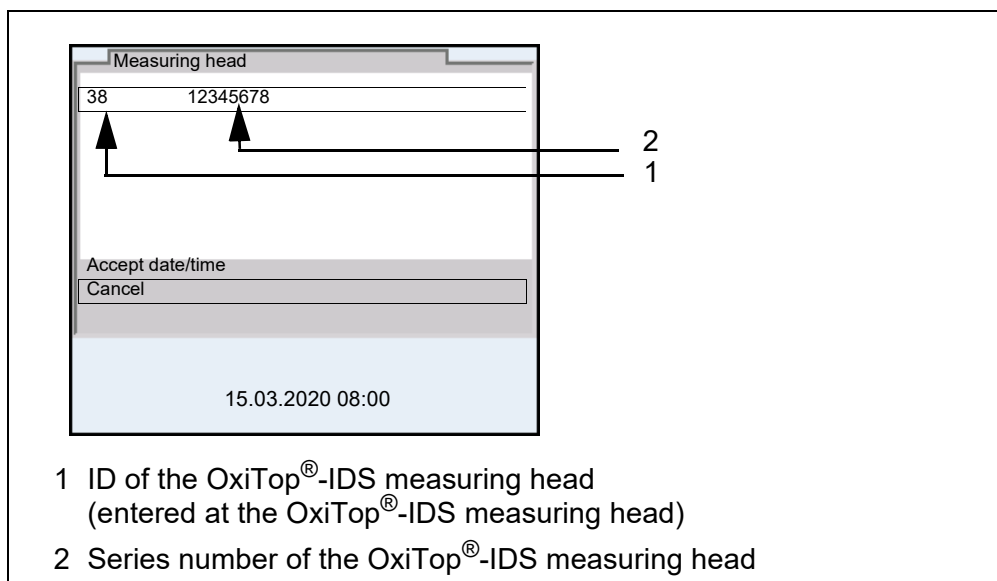 Measuring head
38 12345678
2
1
Accept date/time
Cancel
15.03.2020 08:00
1 ID of the OxiTop®-IDS measuring head
(entered at the OxiTop®-IDS measuring head)
2 Series number of the OxiTop®-IDS measuring head